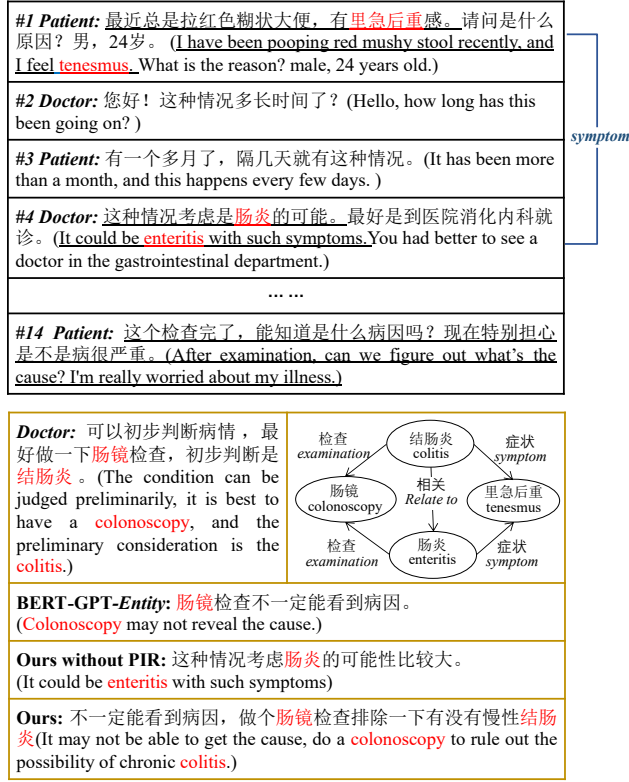 #1 Patient: 最近总是拉红色糊状大便，有里急后重感。请问是什么
原因？男，24岁。 (I have been pooping red mushy stool recently, and
I feel tenesmus. What is the reason? male, 24 years old.)
#2 Doctor: 您好！这种情况多长时间了？(Hello, how long has this
been going on? )
#3 Patient: 有一个多月了，隔几天就有这种情况。(It has been more
than a month, and this happens every few days. )
#4 Doctor: 这种情况考虑是肠炎的可能。最好是到医院消化内科就
诊。(It could be enteritis with such symptoms.You had better to see a
doctor in the gastrointestinal department.)
... ...
#14 Patient: 这个检查完了，能知道是什么病因吗？现在特别担心
是不是病很严重。(After examination, can we figure out what's the
cause? I'm really worried about my illness.)
symptom
Doctor: 可以初步判断病情，最
好做一下肠镜检查，初步判断是
结肠炎。(The condition can be
judged preliminarily, it is best to
have a colonoscopy, and the
preliminary consideration is the
colitis.)
检查
examination
结肠炎
colitis
症状
symptom
肠镜
colonoscopy
相关
Relate to
里急后重
tenesmus
检查
examination
肠炎
enteritis
症状
symptom
BERT-GPT-Entity: 肠镜检查不一定能看到病因。
(Colonoscopy may not reveal the cause.)
Ours without PIR: 这种情况考虑肠炎的可能性比较大。
(It could be enteritis with such symptoms)
Ours: 不一定能看到病因，做个肠镜检查排除一下有没有慢性结肠
炎(It may not be able to get the cause, do a colonoscopy to rule out the
possibility of chronic colitis.)